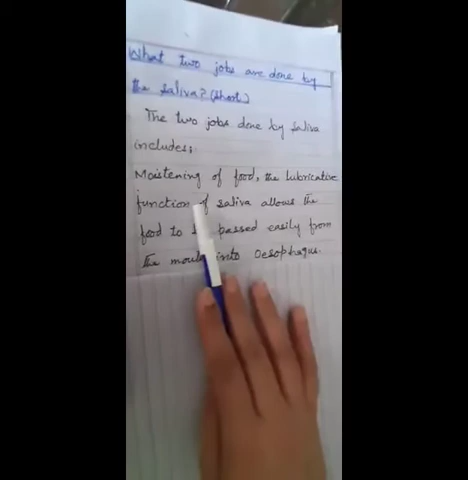 What two jobs are done by
the saliva? (Short)
The two jobs done by saliva
includes;
Moistening of food, the lubricative
function of saliva allows the
food to passed easily from
the into Oesophagus.